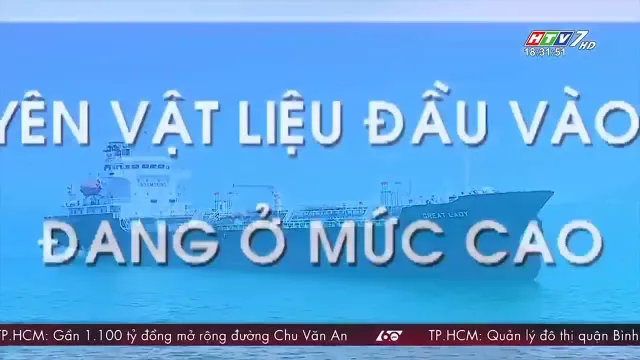 HTV7 HD
18:31:51
YÊN VẬT LIỆU ĐẦU VÀO
GREAT LADY
ĐANG Ở MỨC CAO
TP.HCM: Gần 1.100 tỷ đồng mở rộng đường Chu Văn An
TP.HCM: Quản lý đô thị quận Bình